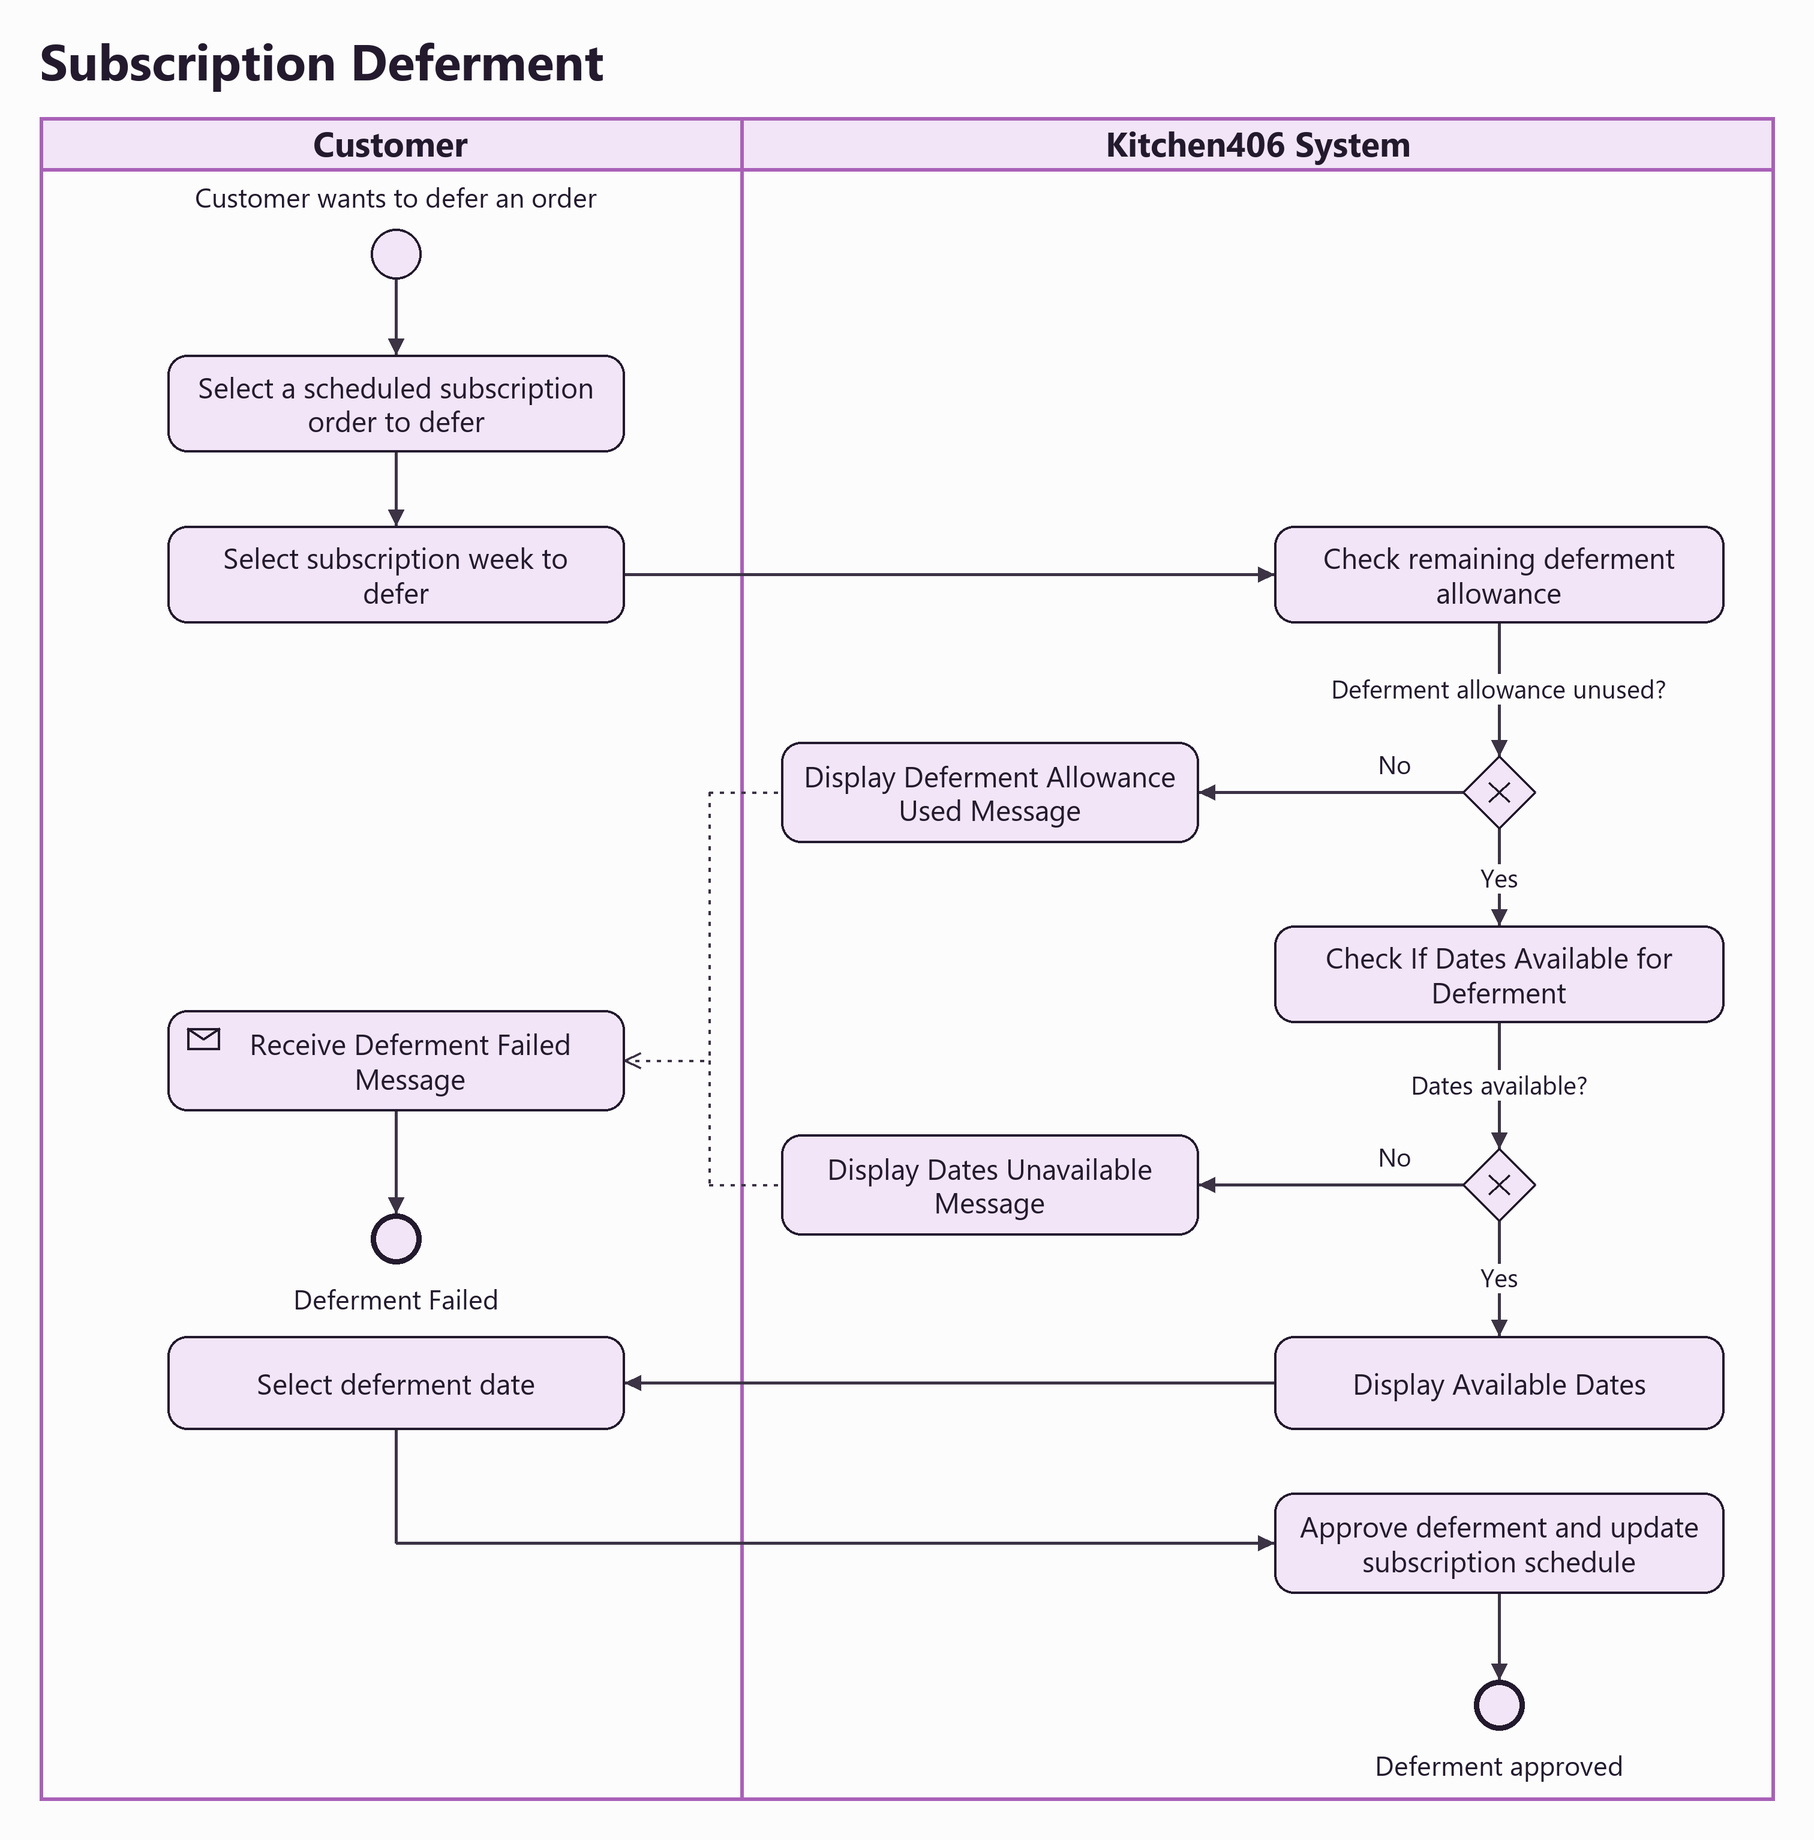 Subscription Deferment
Customer
Kitchen406 System
Customer wants to defer an order
Select a scheduled subscription
order to defer
Select subscription week to
defer
Check remaining deferment
allowance
Deferment allowance unused?
No
Display Deferment Allowance
Used Message
Yes
Check If Dates Available for
Deferment
Receive Deferment Failed
Message
Dates available?
No
Display Dates Unavailable
Message
Yes
Deferment Failed
Select deferment date
Display Available Dates
Approve deferment and update
subscription schedule
Deferment approved